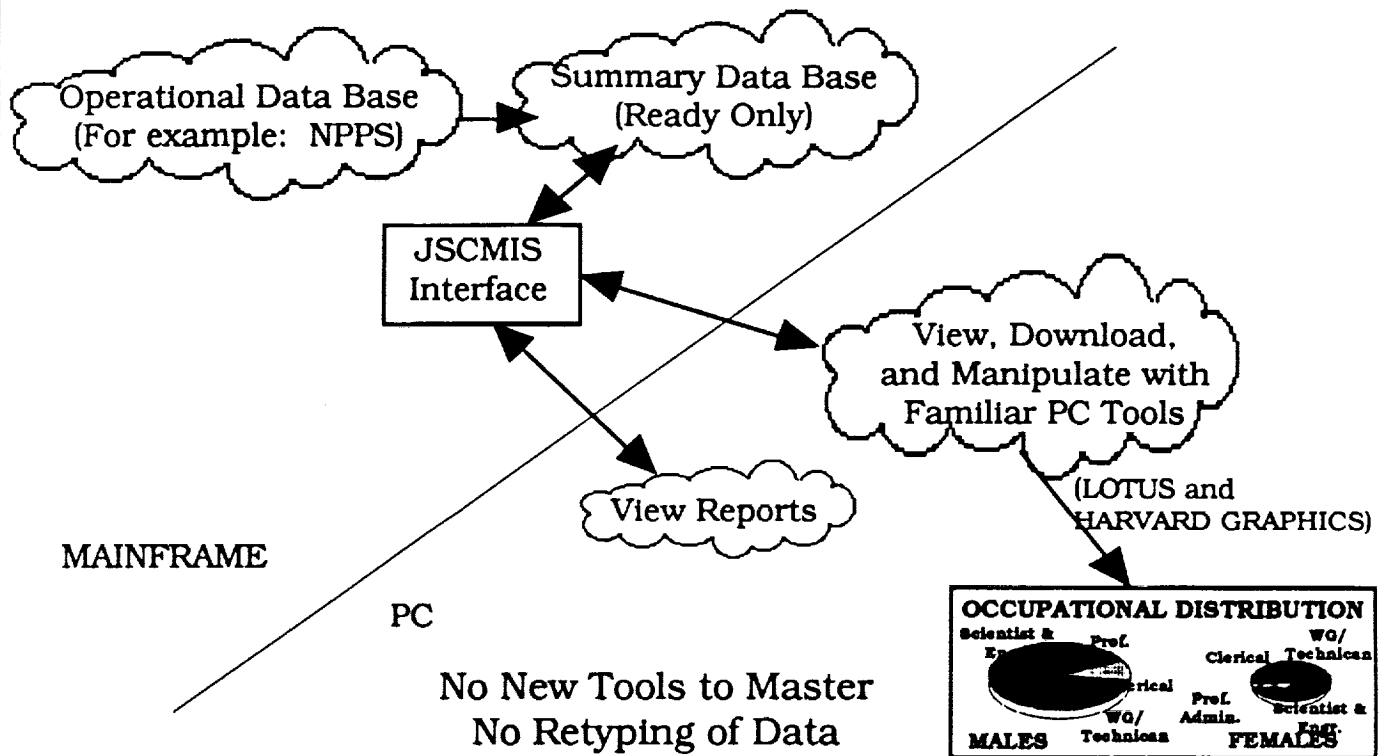 Operational Data Base
(For example: NPPS)
Summary Data Base
(Ready Only)
JSCMIS
Interface
View, Download,
and Manipulate with
Familiar PC Tools
(LOTUS and
HARVARD GRAPHICS)
View Reports
MAINFRAME
PC
No New Tools to Master
No Retyping of Data
OCCUPATIONAL DISTRIBUTION
Scientist &
Prof.
WG/
Technican
MALES
Clerical
WG/
Technican
Prof.
Admin.
Scientist &
Engr.
FEMALES